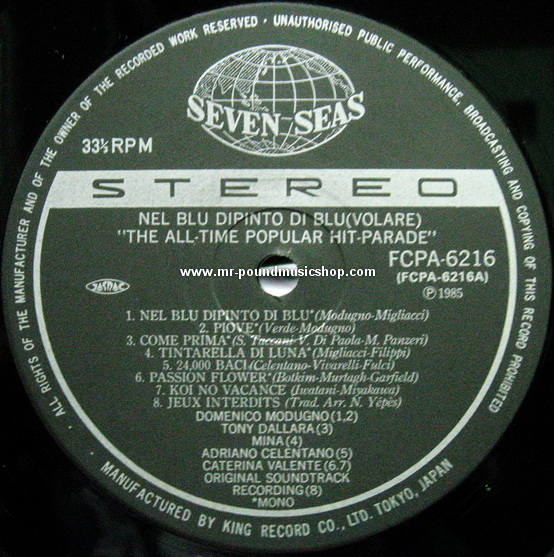 ALL RIGHTS OF THE MANUFACTURER AND OF THE OWNER OF THE RECORDED WORK RESERVED · UNAUTHORISED PUBLIC PERFORMANCE, BROADCASTING AND COPYING OF THIS RECORD PROHIBITED
SEVEN SEAS
33⅓ RPM
STEREO
NEL BLU DIPINTO DI BLU(VOLARE)
"THE ALL-TIME POPULAR HIT-PARADE"
FCPA-6216
(FCPA-6216A)
www.mr-poundmusicshop.com
JASRAC
Ⓟ 1985
1. NEL BLU DIPINTO DI BLU* (Modugno-Migliacci)
2. PIOVE* (Verde-Modugno)
3. COME PRIMA* (S. Taccani V. Di Paola-M. Panzeri)
4. TINTARELLA DI LUNA* (Migliacci-Filippi)
5. 24,000 BACI (Celentano-Vivarelli-Fulci)
6. PASSION FLOWER* (Botkim-Murtagh-Garfield)
7. KOI NO VACANCE (Iwatani-Miyakawa)
8. JEUX INTERDITS (Trad. Arr. N. Yépès)
DOMENICO MODUGNO (1,2)
TONY DALLARA (3)
MINA (4)
ADRIANO CELENTANO (5)
CATERINA VALENTE (6.7)
ORIGINAL SOUNDTRACK
RECORDING (8)
*MONO
· MANUFACTURED BY KING RECORD CO., LTD. TOKYO, JAPAN